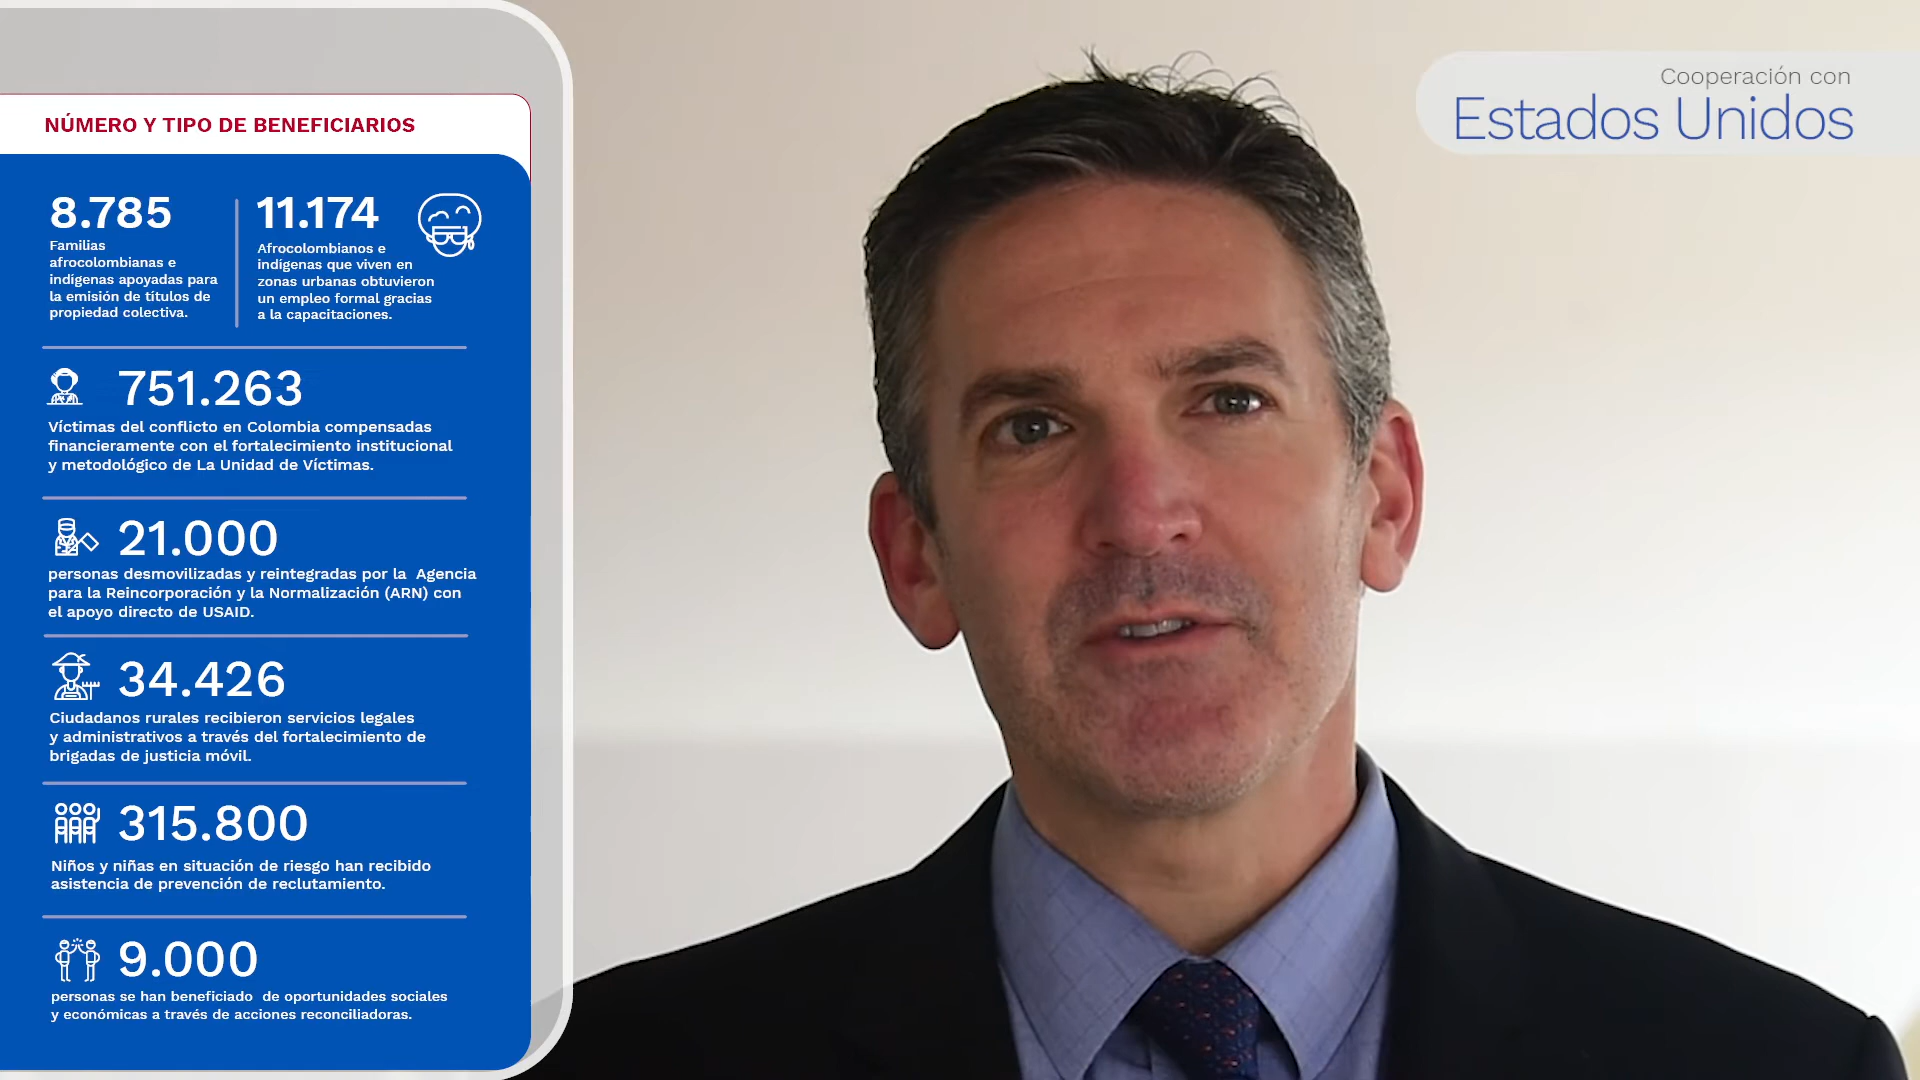 Cooperación con
Estados Unidos
NÚMERO Y TIPO DE BENEFICIARIOS
8.785
Familias
afrocolombianas e
indígenas apoyadas para
la emisión de títulos de
propiedad colectiva.
11.174
Afrocolombianos e
indígenas que viven en
zonas urbanas obtuvieron
un empleo formal gracias
a la capacitaciones.
751.263
Víctimas del conflicto en Colombia compensadas
financieramente con el fortalecimiento institucional
y metodológico de La Unidad de Víctimas.
21.000
personas desmovilizadas y reintegradas por la Agencia
para la Reincorporación y la Normalización (ARN) con
el apoyo directo de USAID.
34.426
Ciudadanos rurales recibieron servicios legales
y administrativos a través del fortalecimiento de
brigadas de justicia móvil.
315.800
Niños y niñas en situación de riesgo han recibido
asistencia de prevención de reclutamiento.
9.000
personas se han beneficiado de oportunidades sociales
y económicas a través de acciones reconciliadoras.